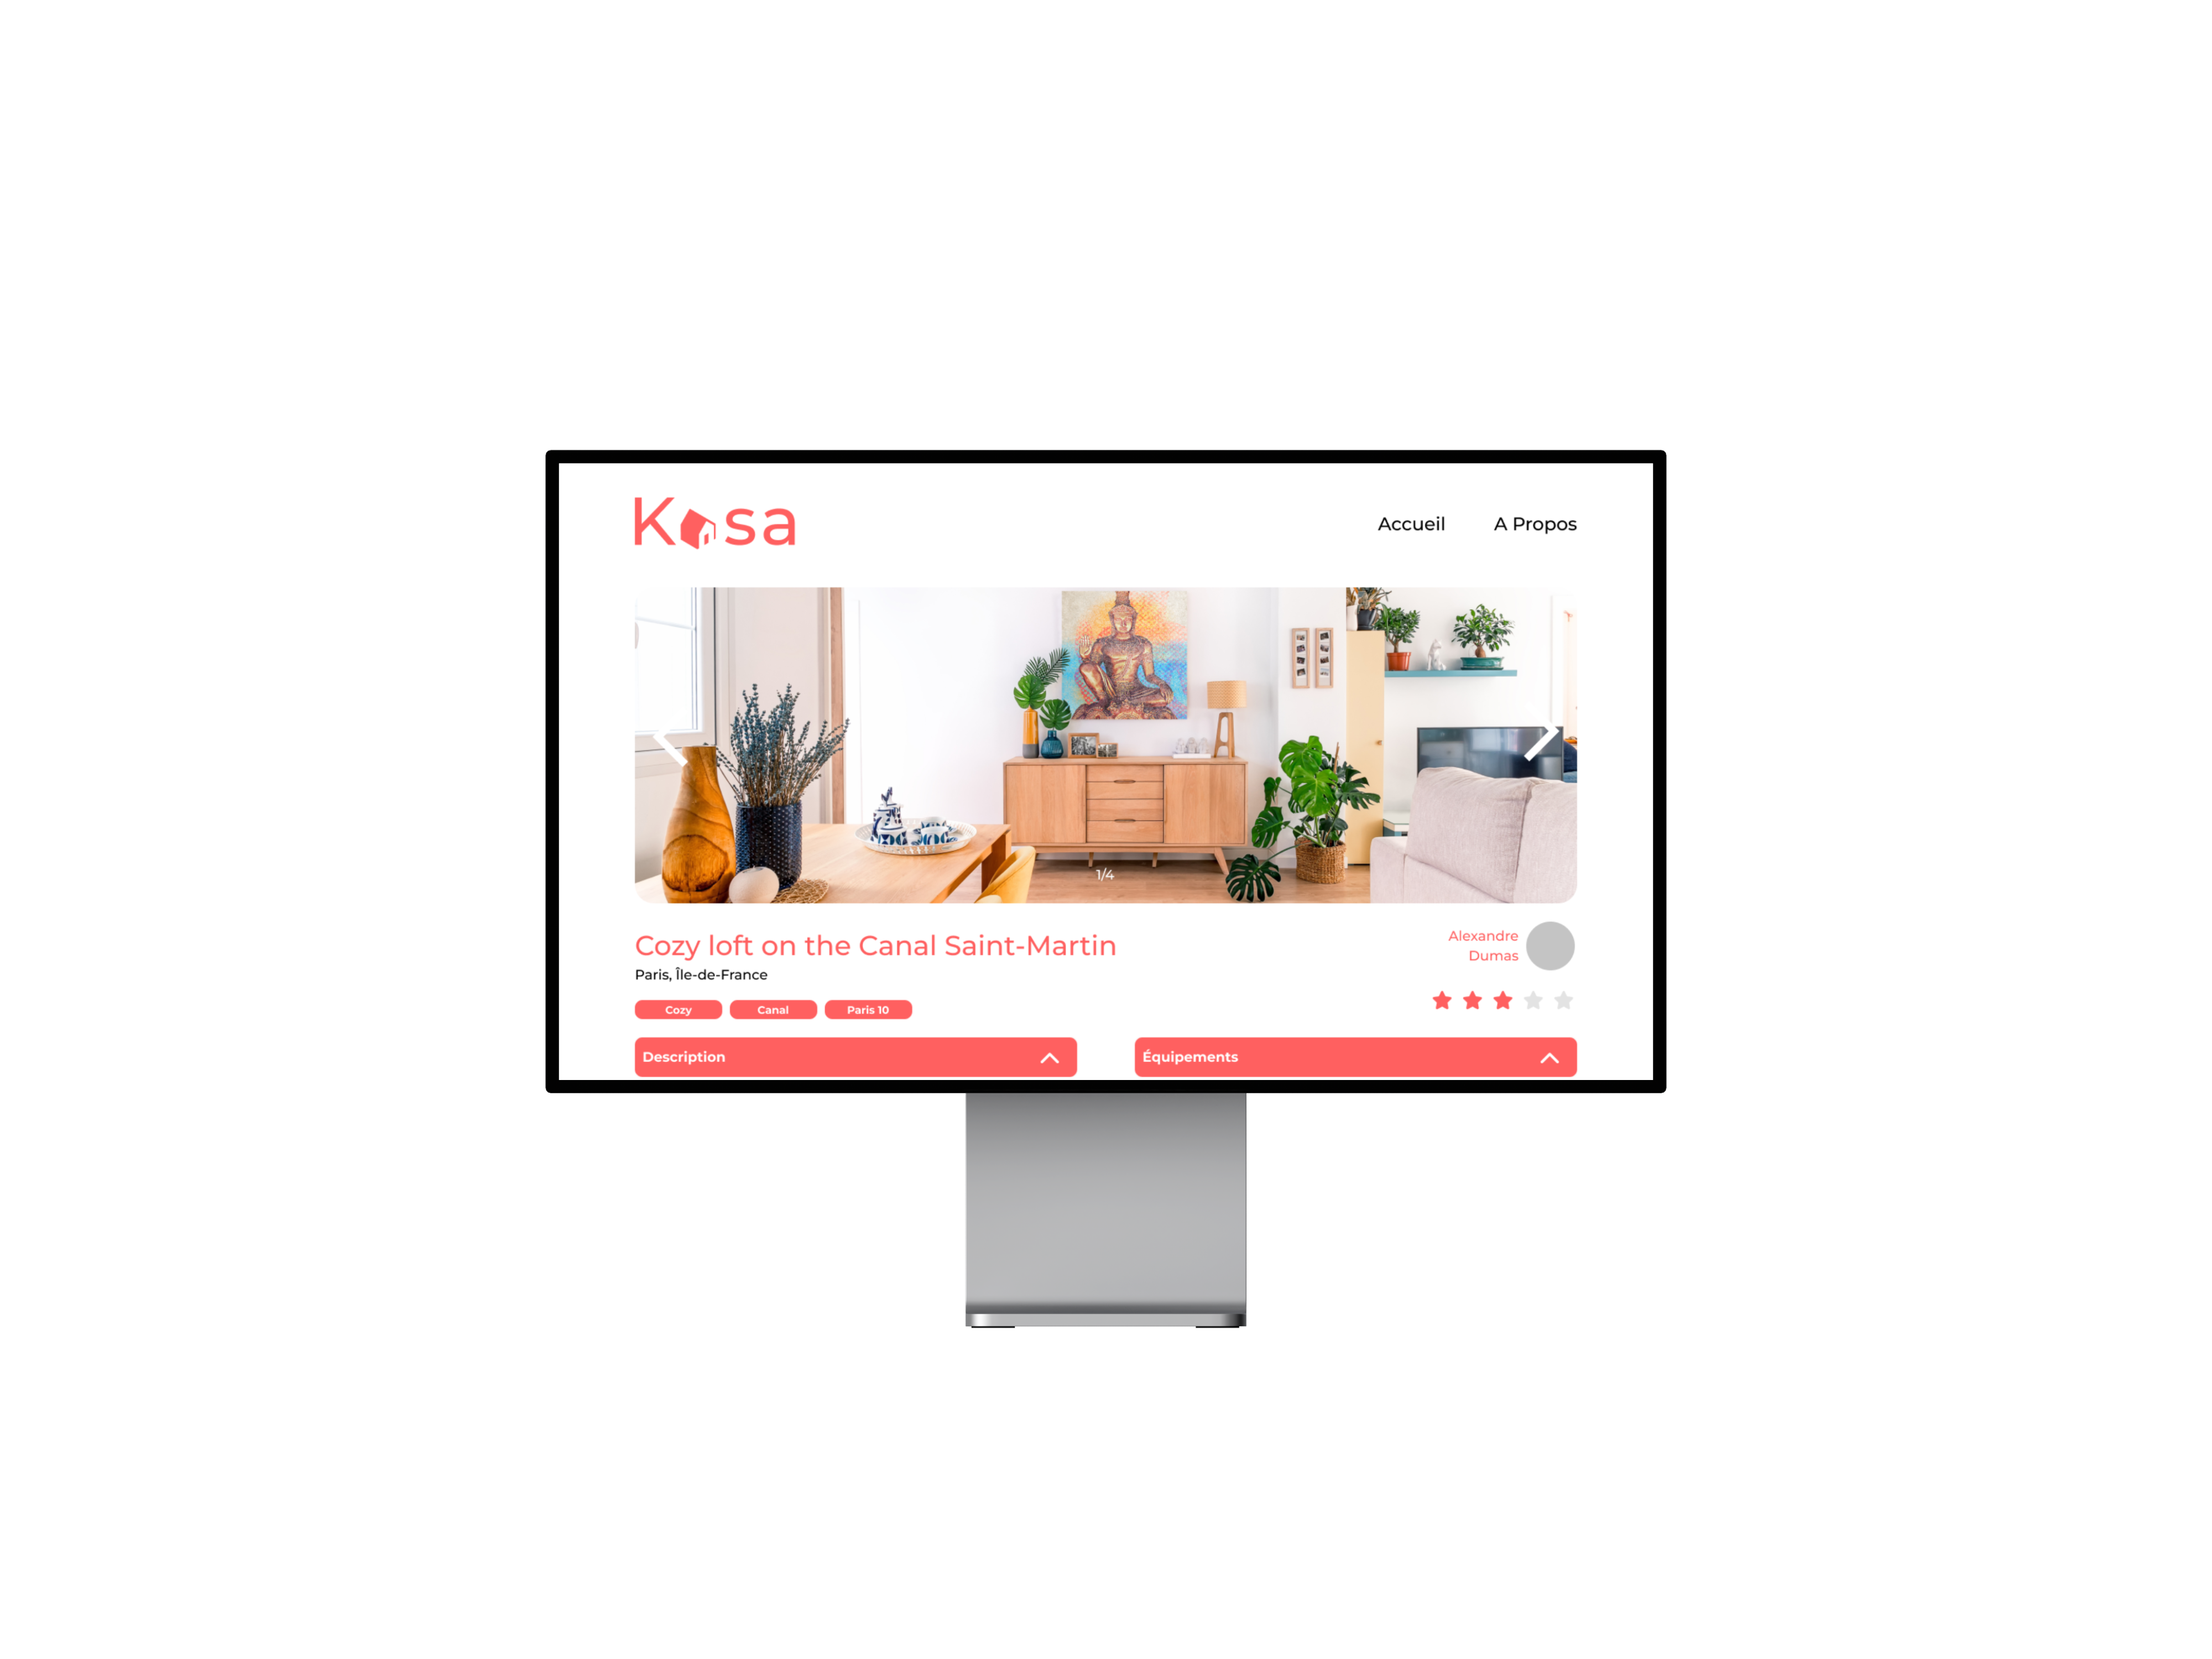 Kasa
Accueil
A Propos
1/4
Cozy loft on the Canal Saint-Martin
Paris, Île-de-France
Alexandre
Dumas
Cozy
Canal
Paris 10
Description
Équipements